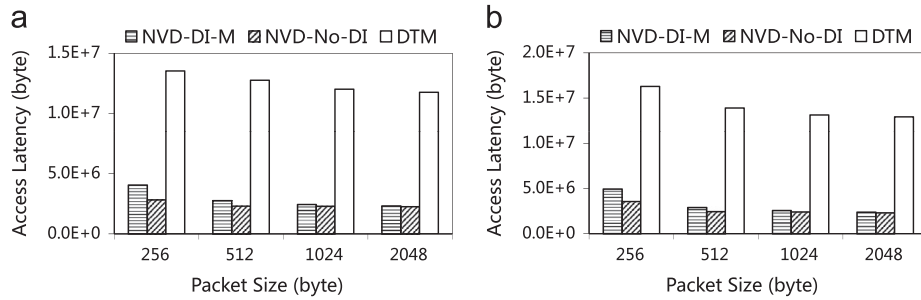 a
NVD-DI-M NVD-No-DI DTM
Access Latency (byte)
1.5E+7
1.0E+7
5.0E+6
0.0E+0
256 512 1024 2048
Packet Size (byte)
b
NVD-DI-M NVD-No-DI DTM
Access Latency (byte)
2.0E+7
1.5E+7
1.0E+7
5.0E+6
0.0E+0
256 512 1024 2048
Packet Size (byte)